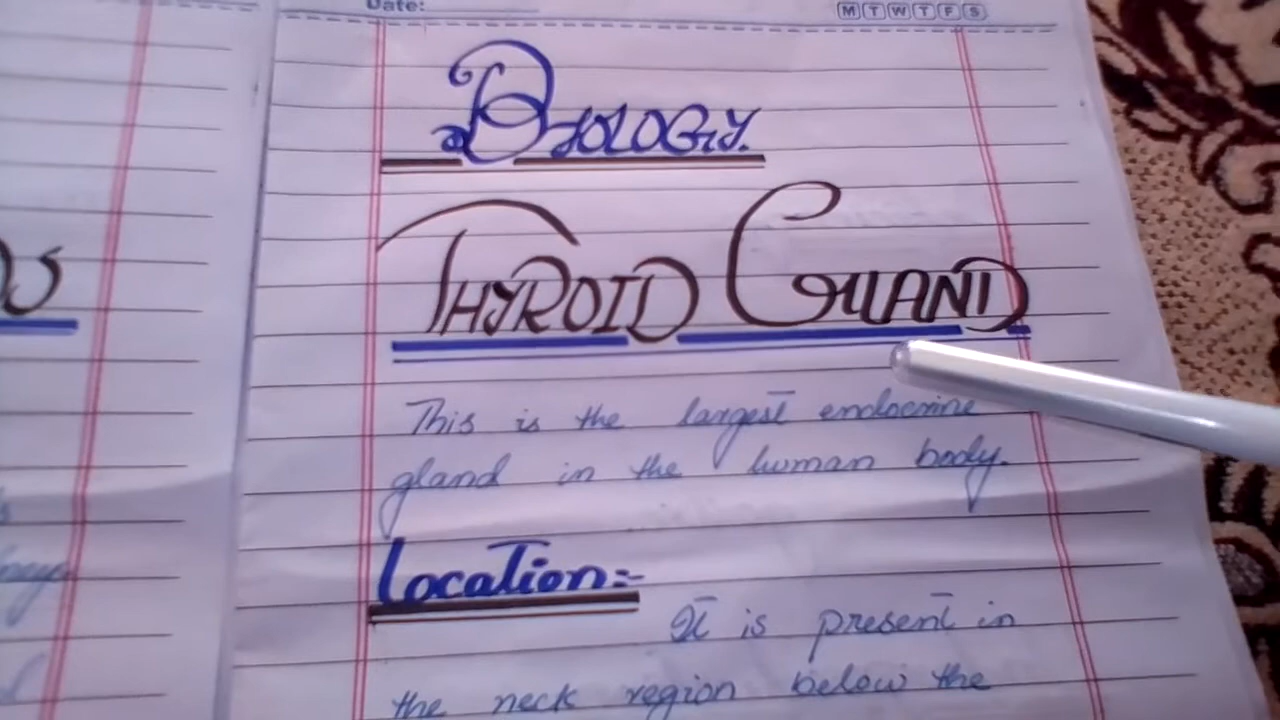 Date:
M T W T F S
Biology.
Thyroid Gland
This is the largest endocrine
gland in the human body.
Location:-
It is present in
the neck region below the